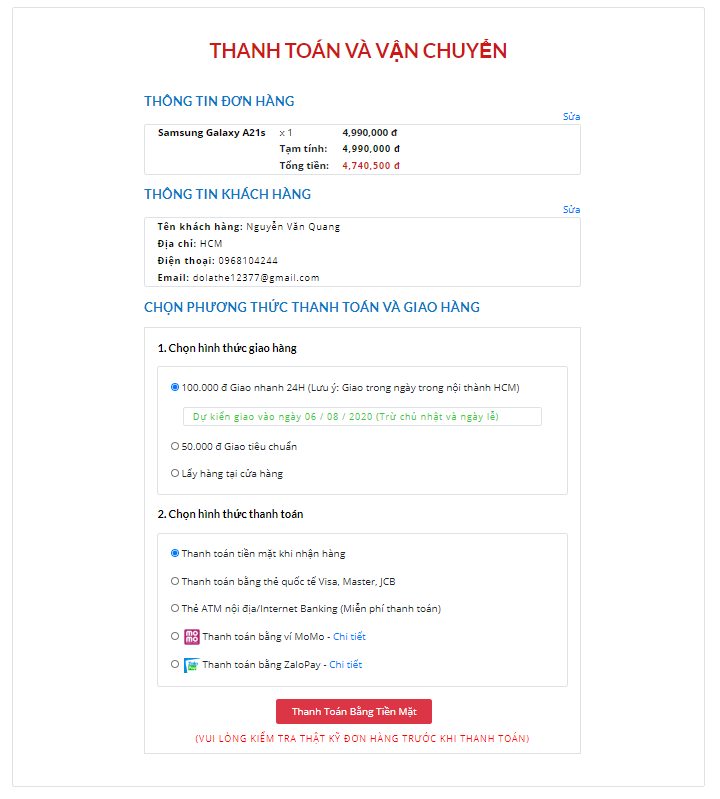 THANH TOÁN VÀ VẬN CHUYỂN
THÔNG TIN ĐƠN HÀNG
Sửa
Samsung Galaxy A21s x 1 4,990,000 đ
Tạm tính: 4,990,000 đ
Tổng tiền: 4,740,500 đ
THÔNG TIN KHÁCH HÀNG
Sửa
Tên khách hàng: Nguyễn Văn Quang
Địa chỉ: HCM
Điện thoại: 0968104244
Email: dolathe12377@gmail.com
CHỌN PHƯƠNG THỨC THANH TOÁN VÀ GIAO HÀNG
1. Chọn hình thức giao hàng
100.000 đ Giao nhanh 24H (Lưu ý: Giao trong ngày trong nội thành HCM)
Dự kiến giao vào ngày 06 / 08 / 2020 (Trừ chủ nhật và ngày lễ)
50.000 đ Giao tiêu chuẩn
Lấy hàng tại cửa hàng
2. Chọn hình thức thanh toán
Thanh toán tiền mặt khi nhận hàng
Thanh toán bằng thẻ quốc tế Visa, Master, JCB
Thẻ ATM nội địa/Internet Banking (Miễn phí thanh toán)
mo mo Thanh toán bằng ví MoMo - Chi tiết
Thanh toán bằng ZaloPay - Chi tiết
Thanh Toán Bằng Tiền Mặt
(VUI LÒNG KIỂM TRA THẬT KỸ ĐƠN HÀNG TRƯỚC KHI THANH TOÁN)